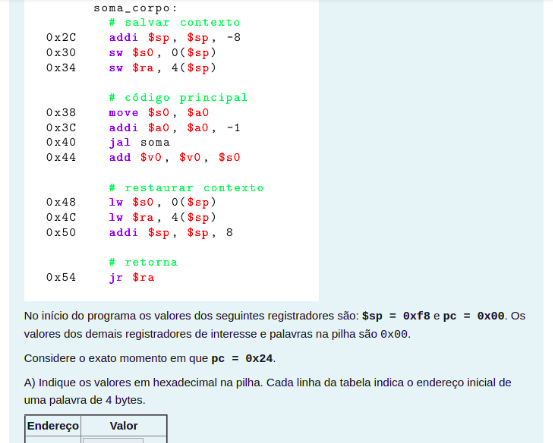 soma_corpo:
# salvar contexto
0x2C addi $sp, $sp, -8
0x30 sw $s0, 0($sp)
0x34 sw $ra, 4($sp)
# código principal
0x38 move $s0, $a0
0x3C addi $a0, $a0, -1
0x40 jal soma
0x44 add $v0, $v0, $s0
# restaurar contexto
0x48 lw $s0, 0($sp)
0x4C lw $ra, 4($sp)
0x50 addi $sp, $sp, 8
# retorna
0x54 jr $ra
No início do programa os valores dos seguintes registradores são: $sp = 0xf8 e pc = 0x00. Os
valores dos demais registradores de interesse e palavras na pilha são 0x00.
Considere o exato momento em que pc = 0x24.
A) Indique os valores em hexadecimal na pilha. Cada linha da tabela indica o endereço inicial de
uma palavra de 4 bytes.
Endereço Valor